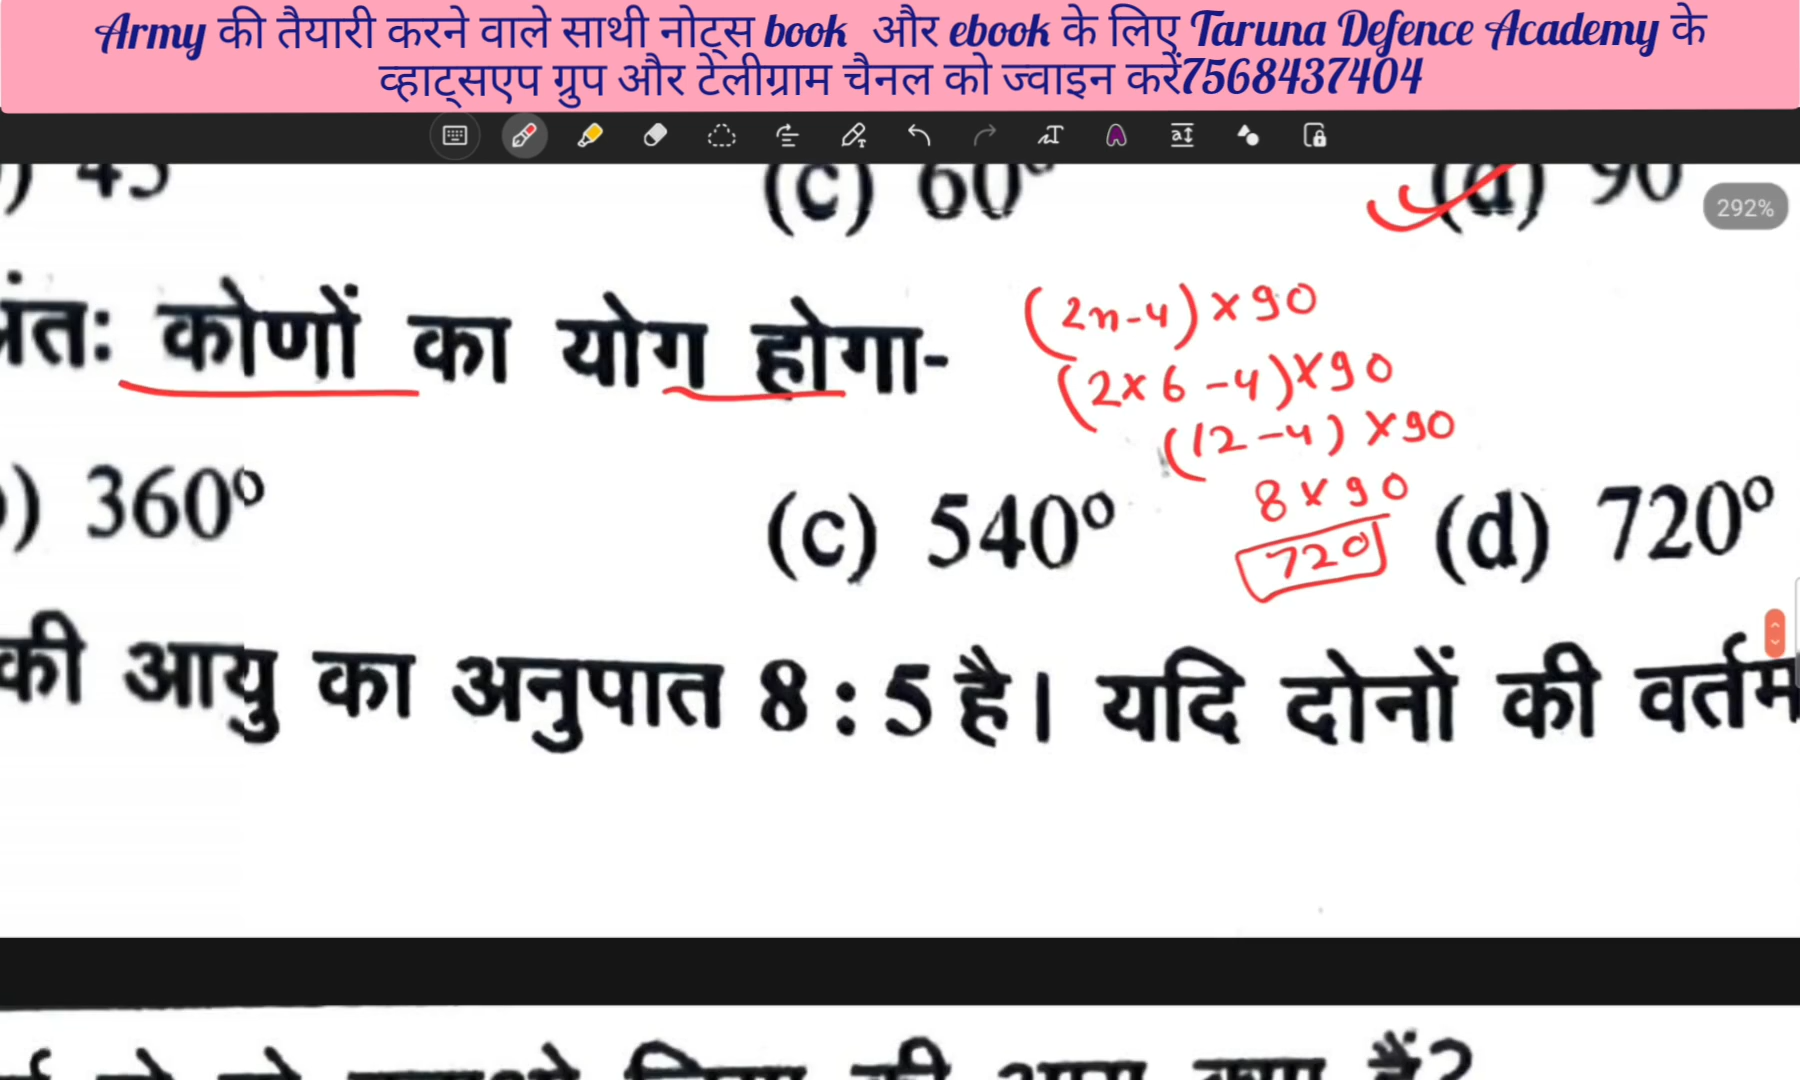 Army की तैयारी करने वाले साथी नोट्स book और ebook के लिए Taruna Defence Academy के
व्हाट्सएप ग्रुप और टेलीग्राम चैनल को ज्वाइन करें7568437404
) 45 (c) 60° (d) 90
292%
अंतः कोणों का योग होगा-
(2n-4)×90
(2×6-4)×90
(12-4)×90
8×90
720
) 360° (c) 540° (d) 720°
की आयु का अनुपात 8 : 5 है। यदि दोनों की